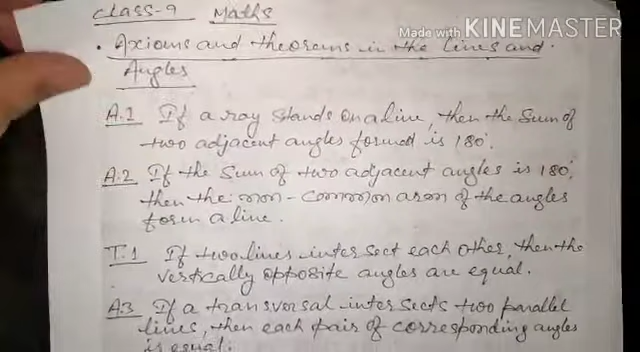 Class-9 Maths
Made with KINEMASTER
• Axioms and theorems in the lines and
Angles
A.1 If a ray stands on a line, then the sum of
two adjacent angles formed is 180°.
A.2 If the sum of two adjacent angles is 180°,
then the non-common arm of the angles
form a line.
T.1 If two lines intersect each other, then the
vertically opposite angles are equal.
A.3 If a transversal intersects two parallel
lines, then each pair of corresponding angles
is equal.